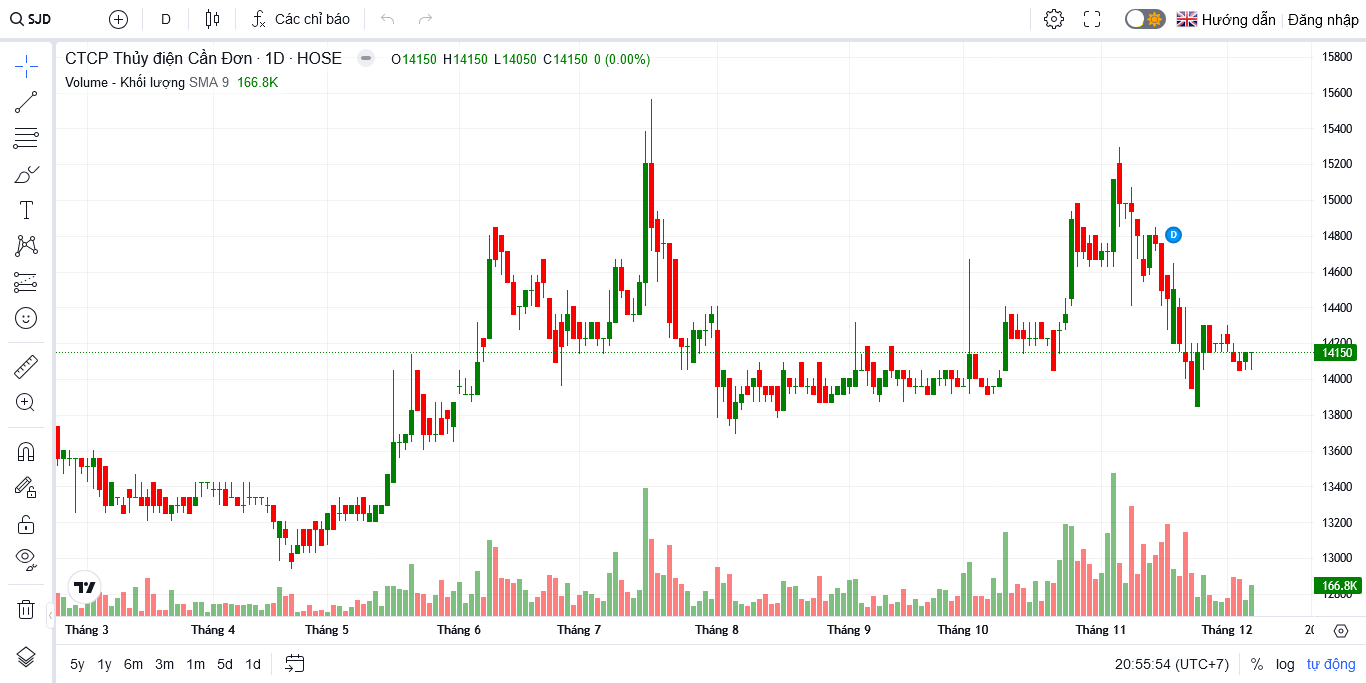 SJD D Các chỉ báo Hướng dẫn Đăng nhập
CTCP Thủy điện Cần Đơn · 1D · HOSE O14150 H14150 L14050 C14150 0 (0.00%)
Volume - Khối lượng SMA 9 166.8K
15800
15600
15400
15200
15000
14800
D
14600
14400
14200
14150
14000
13800
13600
13400
13200
13000
166.8K
12800
Tháng 3 Tháng 4 Tháng 5 Tháng 6 Tháng 7 Tháng 8 Tháng 9 Tháng 10 Tháng 11 Tháng 12
5y 1y 6m 3m 1m 5d 1d 20:55:54 (UTC+7) % log tự động